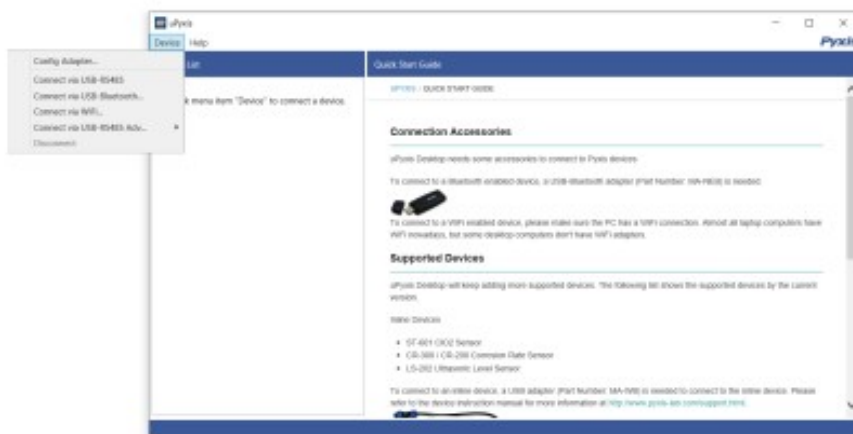 uPyxis
Device Help
Pyxis
Config Adapter...
Connect via USB-RS485
Connect via USB-Bluetooth...
Connect via WiFi...
Connect via USB-RS485 Adv...
Disconnect
List
k menu item "Device" to connect a device.
Quick Start Guide
UPYXIS / QUICK START GUIDE
Connection Accessories
uPyxis Desktop needs some accessories to connect to Pyxis devices
To connect to a Bluetooth enabled device, a USB-Bluetooth adapter (Part Number: MA-NEB) is needed.
To connect to a WiFi enabled device, please make sure the PC has a WiFi connection. Almost all laptop computers have
WiFi nowadays, but some desktop computers don't have WiFi adapters.
Supported Devices
uPyxis Desktop will keep adding more supported devices. The following list shows the supported devices by the current
version.
Inline Devices
ST-601 ClO2 Sensor
CR-300 / CR-200 Corrosion Rate Sensor
LS-202 Ultrasonic Level Sensor
To connect to an inline device, a USB adapter (Part Number: MA-IWB) is needed to connect to the inline device. Please
refer to the device instruction manual for more information at http://www.pyxis-lab.com/support.html.